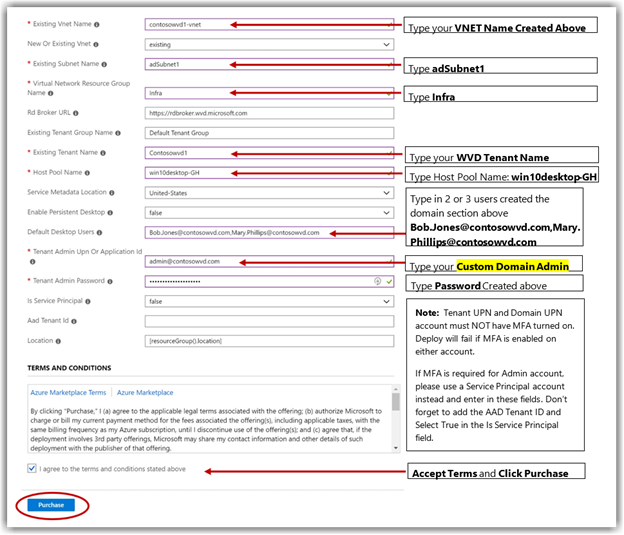 * Existing Vnet Name contosowvd1-vnet
Type your VNET Name Created Above
New Or Existing Vnet existing
* Existing Subnet Name adSubnet1
Type adSubnet1
* Virtual Network Resource Group
Name Infra
Type Infra
Rd Broker URL https://rdbroker.wvd.microsoft.com
Existing Tenant Group Name Default Tenant Group
* Existing Tenant Name Contosowvd1
Type your WVD Tenant Name
* Host Pool Name win10desktop-GH
Type Host Pool Name: win10desktop-GH
Service Metadata Location United-States
Enable Persistent Desktop false
Default Desktop Users Bob.Jones@contosowvd.com,Mary.Phillips@contosowvd.com
Type in 2 or 3 users created the
domain section above
Bob.Jones@contosowvd.com,Mary.
Phillips@contosowvd.com
* Tenant Admin Upn Or Application Id
admin@contosowvd.com
Type your Custom Domain Admin
* Tenant Admin Password ••••••••••••••••••••
Type Password Created above
Is Service Principal false
Aad Tenant Id
Location [resourceGroup().location]
Note: Tenant UPN and Domain UPN
account must NOT have MFA turned on.
Deploy will fail if MFA is enabled on
either account.
If MFA is required for Admin account,
please use a Service Principal account
instead and enter in these fields. Don't
forget to add the AAD Tenant ID and
Select True in the Is Service Principal
field.
TERMS AND CONDITIONS
Azure Marketplace Terms | Azure Marketplace
By clicking "Purchase," I (a) agree to the applicable legal terms associated with the offering; (b) authorize Microsoft to
charge or bill my current payment method for the fees associated the offering(s), including applicable taxes, with the
same billing frequency as my Azure subscription, until I discontinue use of the offering(s); and (c) agree that, if the
deployment involves 3rd party offerings, Microsoft may share my contact information and other details of such
deployment with the publisher of that offering.
I agree to the terms and conditions stated above
Accept Terms and Click Purchase
Purchase